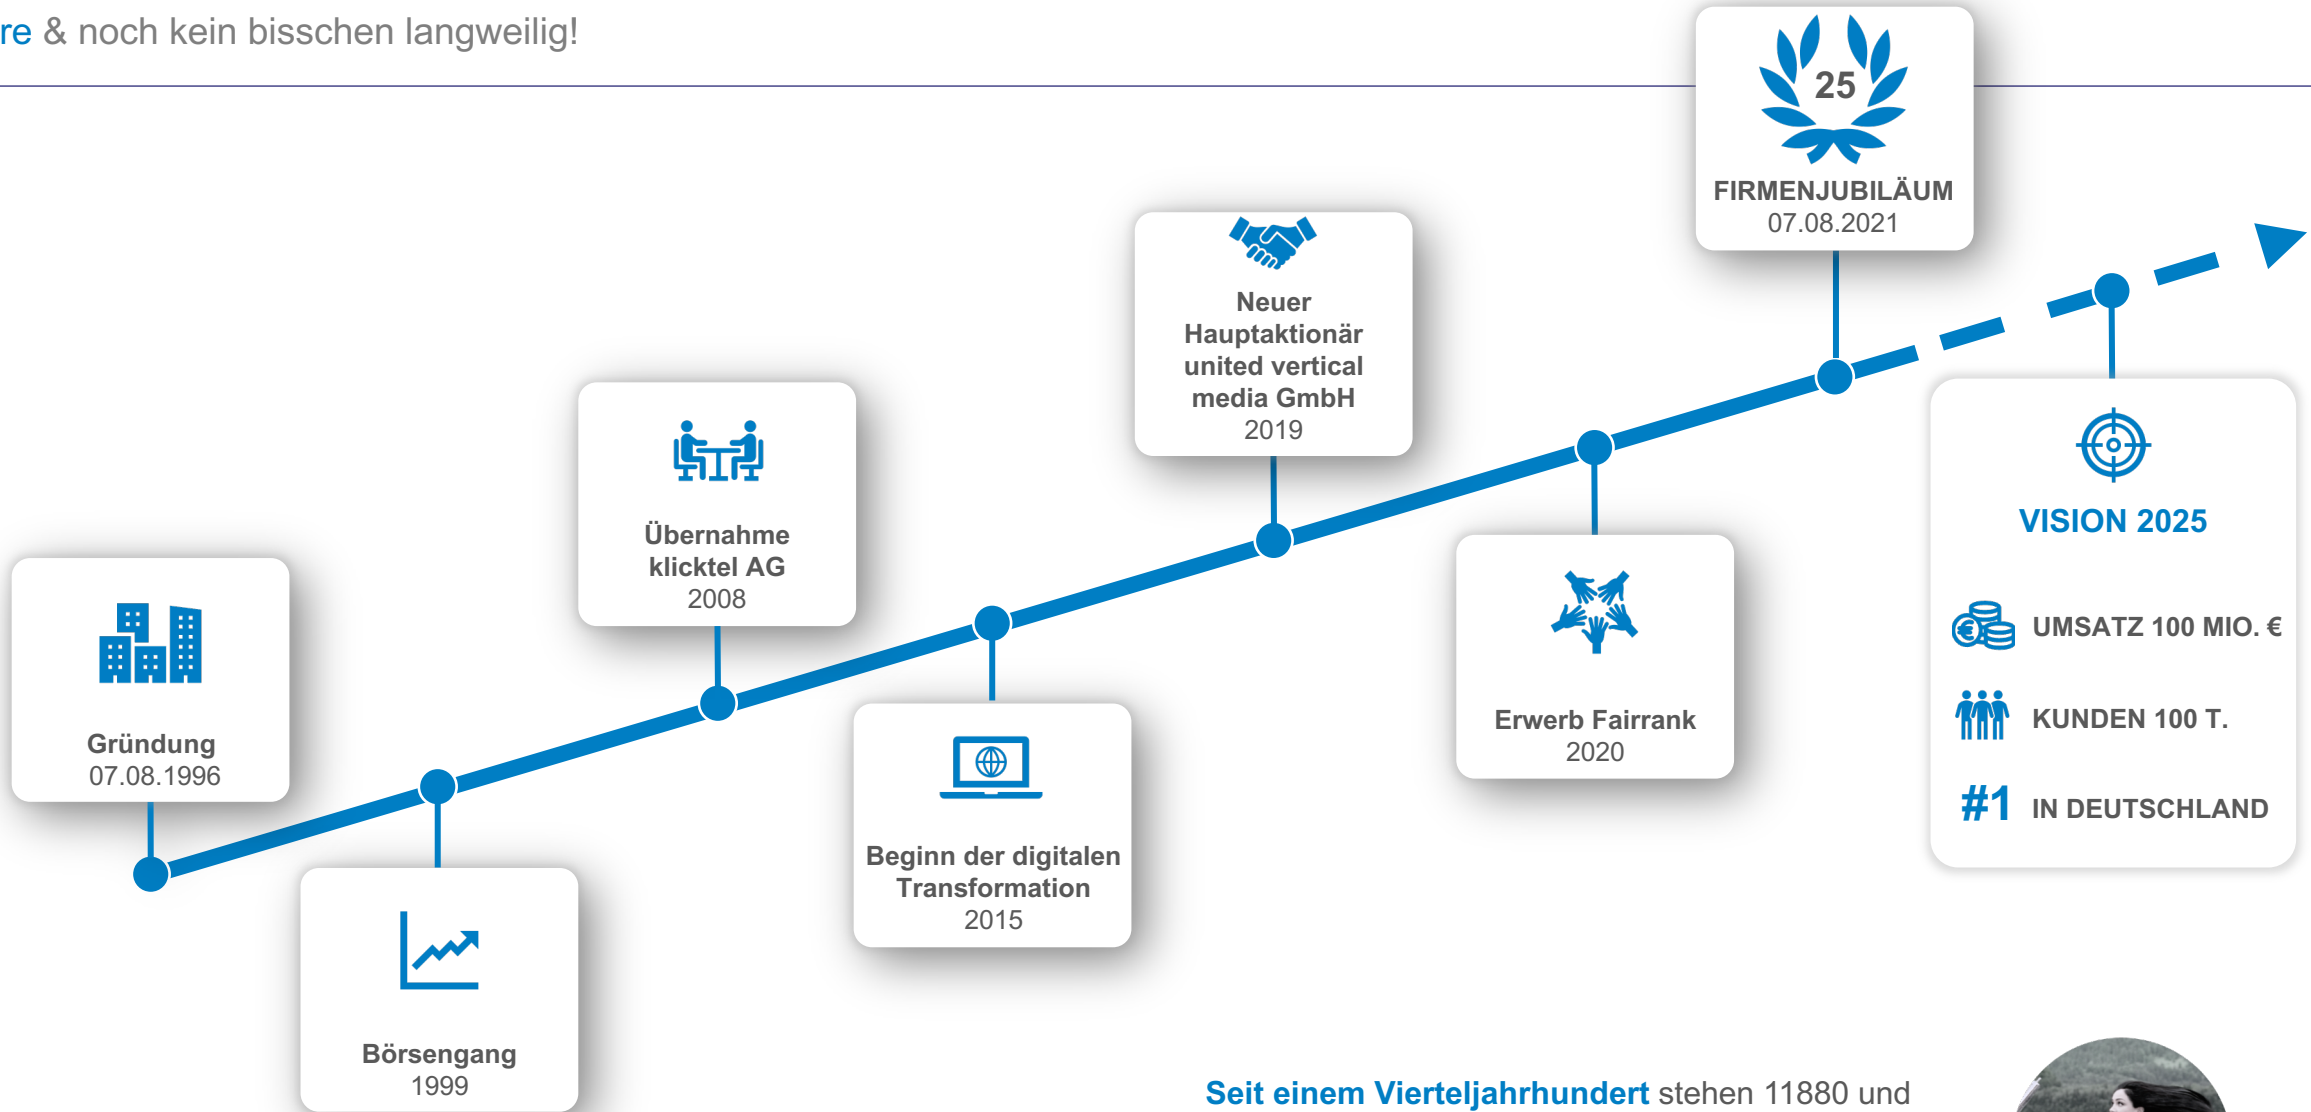 re & noch kein bisschen langweilig!
25
FIRMENJUBILÄUM
07.08.2021
Neuer
Hauptaktionär
united vertical
media GmbH
2019
Übernahme
klicktel AG
2008
VISION 2025
UMSATZ 100 MIO. €
KUNDEN 100 T.
#1 IN DEUTSCHLAND
Gründung
07.08.1996
Erwerb Fairrank
2020
Beginn der digitalen
Transformation
2015
Börsengang
1999
Seit einem Vierteljahrhundert stehen 11880 und